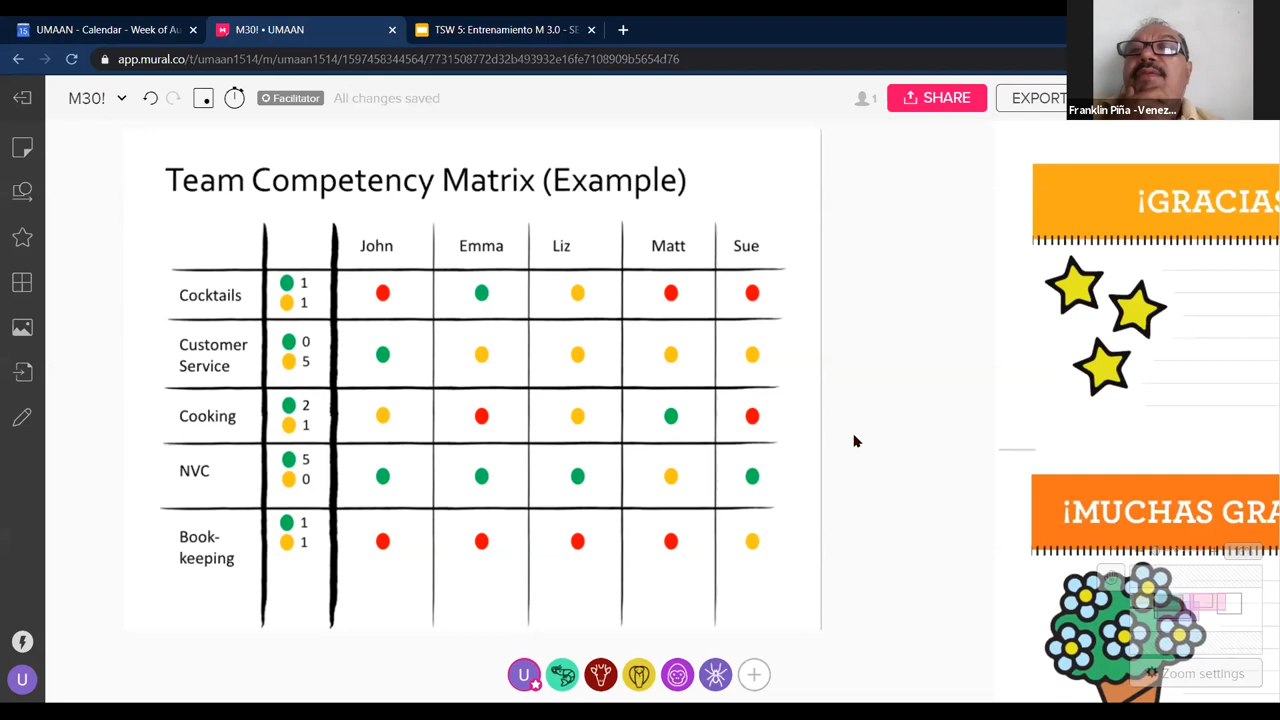 UMAAN - Calendar - Week of Au
M30! • UMAAN
TSW 5: Entrenamiento M 3.0 - SE
app.mural.co/t/umaan1514/m/umaan1514/1597458344564/7731508772d32b493932e16fe7108909b5654d76
Franklin Piña -Venez...
M30!
Facilitator
All changes saved
1
SHARE
EXPORT
Team Competency Matrix (Example)
John Emma Liz Matt Sue
Cocktails 1
1
Customer
Service
0
5
Cooking 2
1
NVC 5
0
Book-
keeping
1
1
¡GRACIAS
¡MUCHAS GRA
Zoom settings
U
U